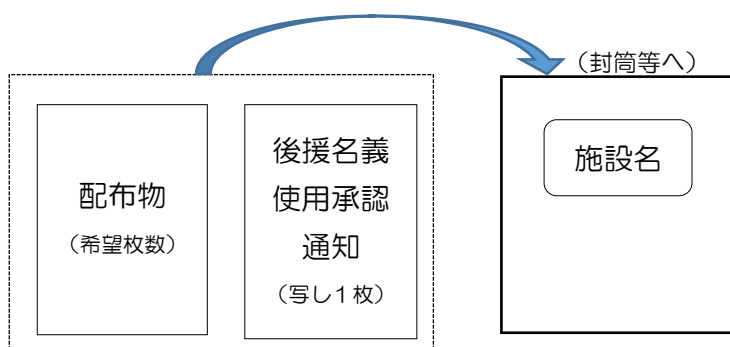 （封筒等へ）
配布物
（希望枚数）
後援名義
使用承認
通知
（写し１枚）
施設名